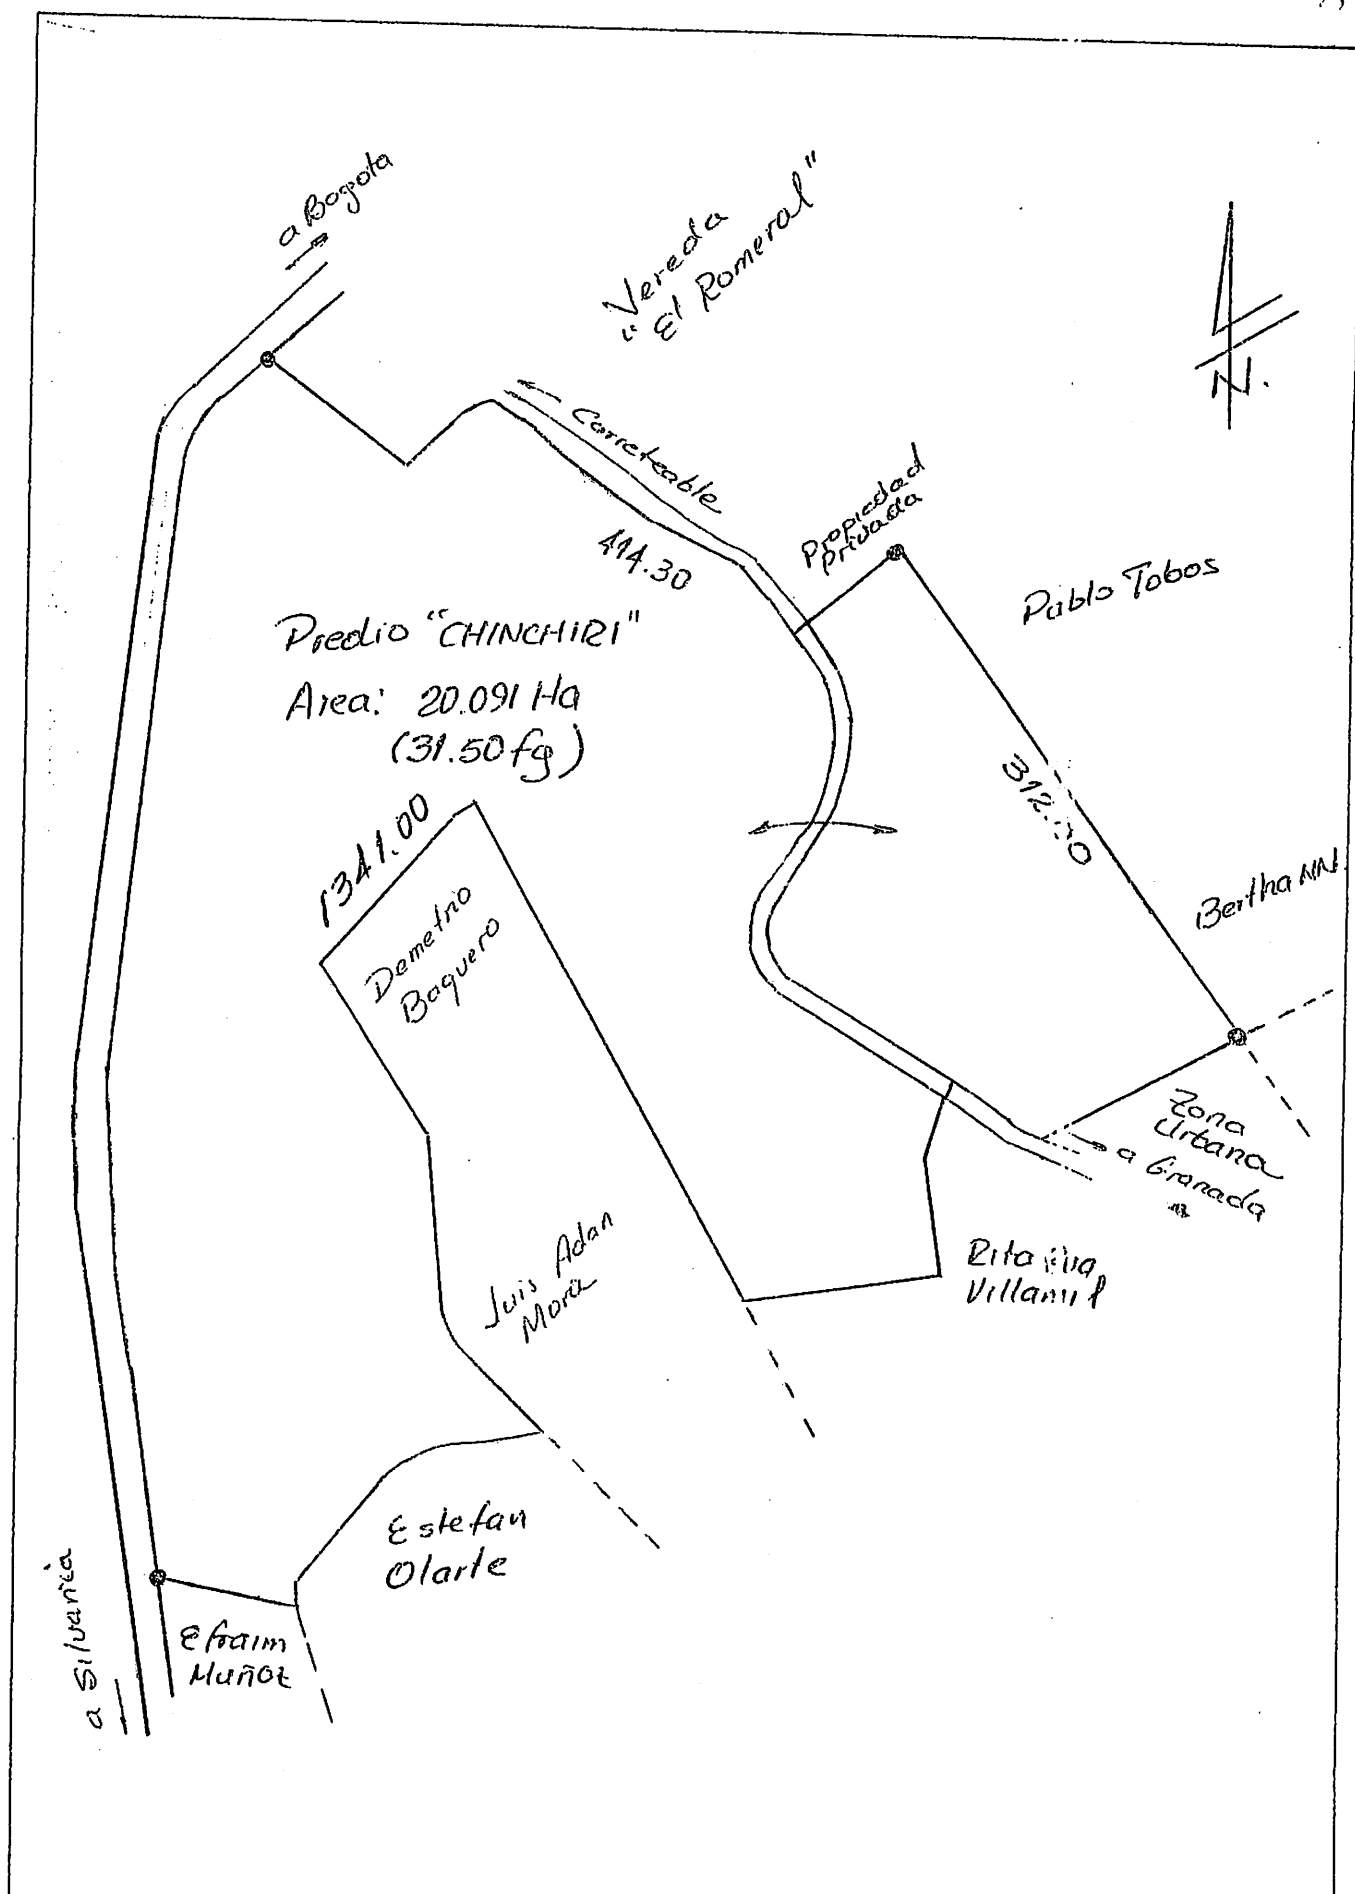 a Bogota
Vereda
"El Romeral"
N.
Carreteable
414.30
Propiedad
Privada
Pablo Tobos
Predio "CHINCHIRI"
Area: 20.091 Ha
(31.50 fg)
1341.00
Demetrio
Baquero
Bertha NN.
Zona
Urbana
a Granada
Luis Adan
Mora
Rita
Villamil
Estefan
Olarte
a Silvania
Efraim
Muñoz